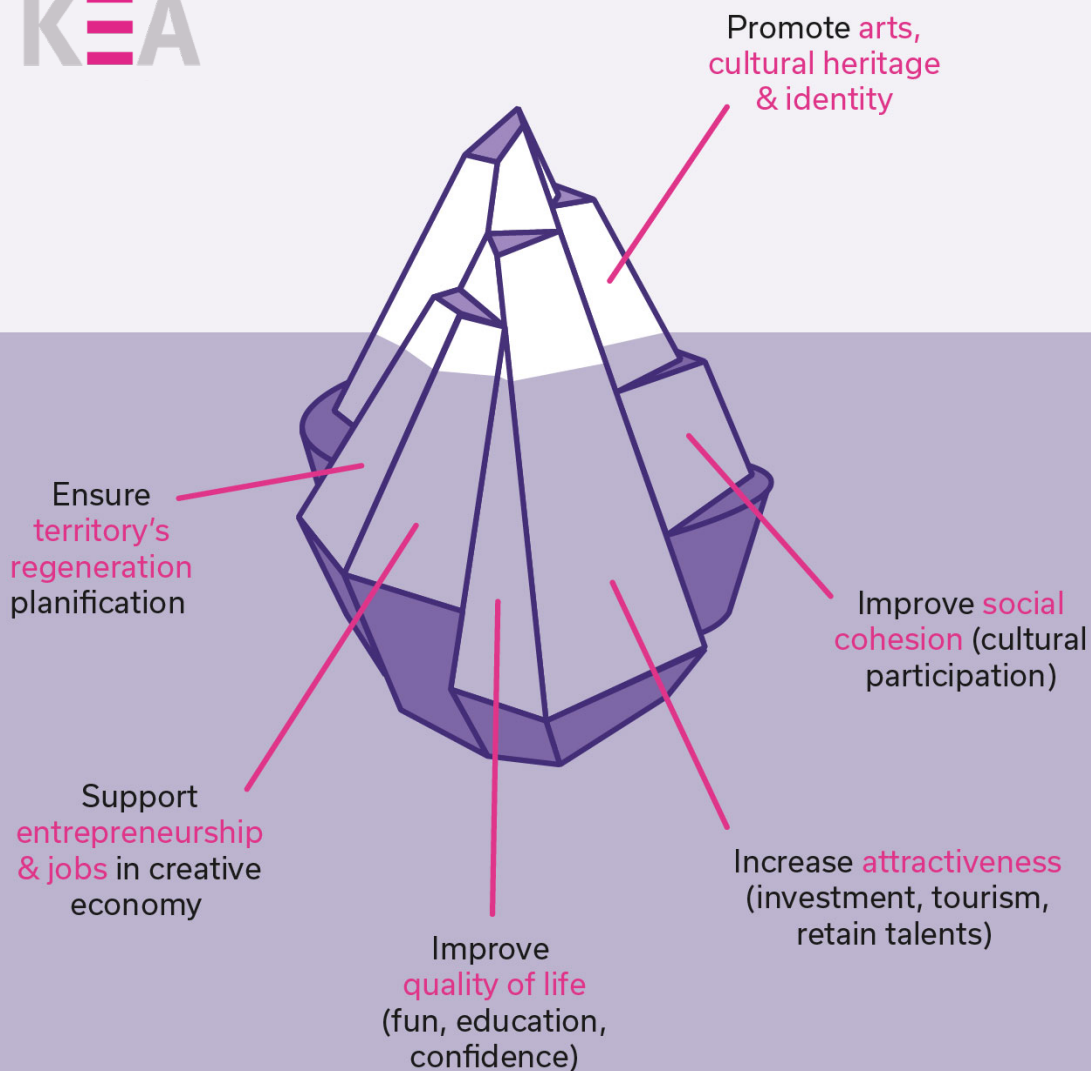 KEA
Promote arts,
cultural heritage
& identity
Ensure
territory's
regeneration
planification
Improve social
cohesion (cultural
participation)
Support
entrepreneurship
& jobs in creative
economy
Increase attractiveness
(investment, tourism,
retain talents)
Improve
quality of life
(fun, education,
confidence)